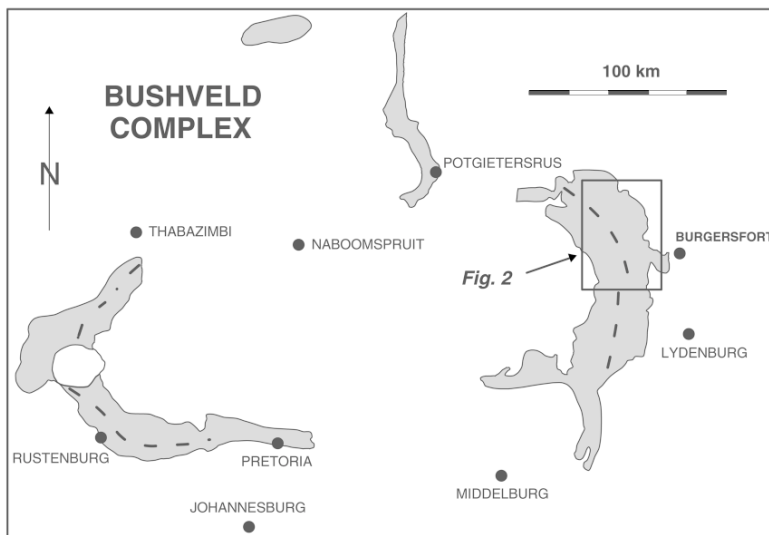 100 km
BUSHVELD
COMPLEX
N
POTGIETERSRUS
THABAZIMBI
NABOOMSPRUIT
BURGERSFORT
Fig. 2
LYDENBURG
RUSTENBURG
PRETORIA
MIDDELBURG
JOHANNESBURG